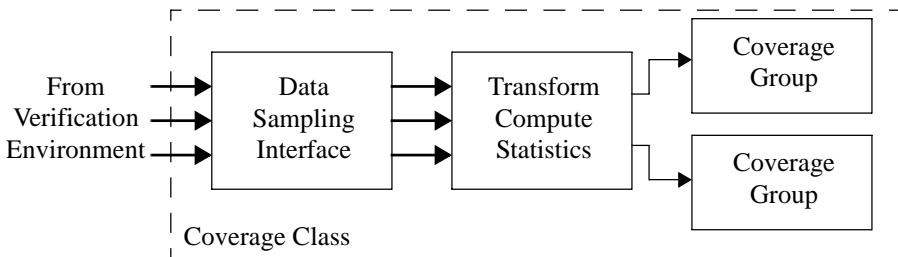 From
Verification
Environment
Data
Sampling
Interface
Transform
Compute
Statistics
Coverage
Group
Coverage
Group
Coverage Class